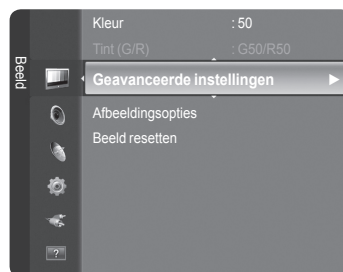 Beeld
Kleur : 50
Tint (G/R) : G50/R50
Geavanceerde instellingen
Afbeeldingsopties
Beeld resetten
?